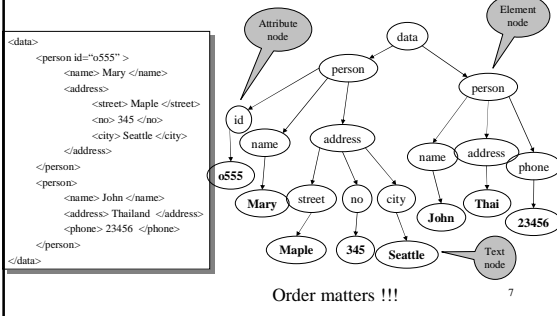 <data>
<person id=“o555” >
<name> Mary </name>
<address>
<street> Maple </street>
<no> 345 </no>
<city> Seattle </city>
</address>
</person>
<person>
<name> John </name>
<address> Thailand </address>
<phone> 23456 </phone>
</person>
</data>
Attribute
node
Element
node
data
person
person
id
name
address
name
address
phone
o555
Mary
street
no
city
John
Thai
23456
Maple
345
Seattle
Text
node
Order matters !!!
7